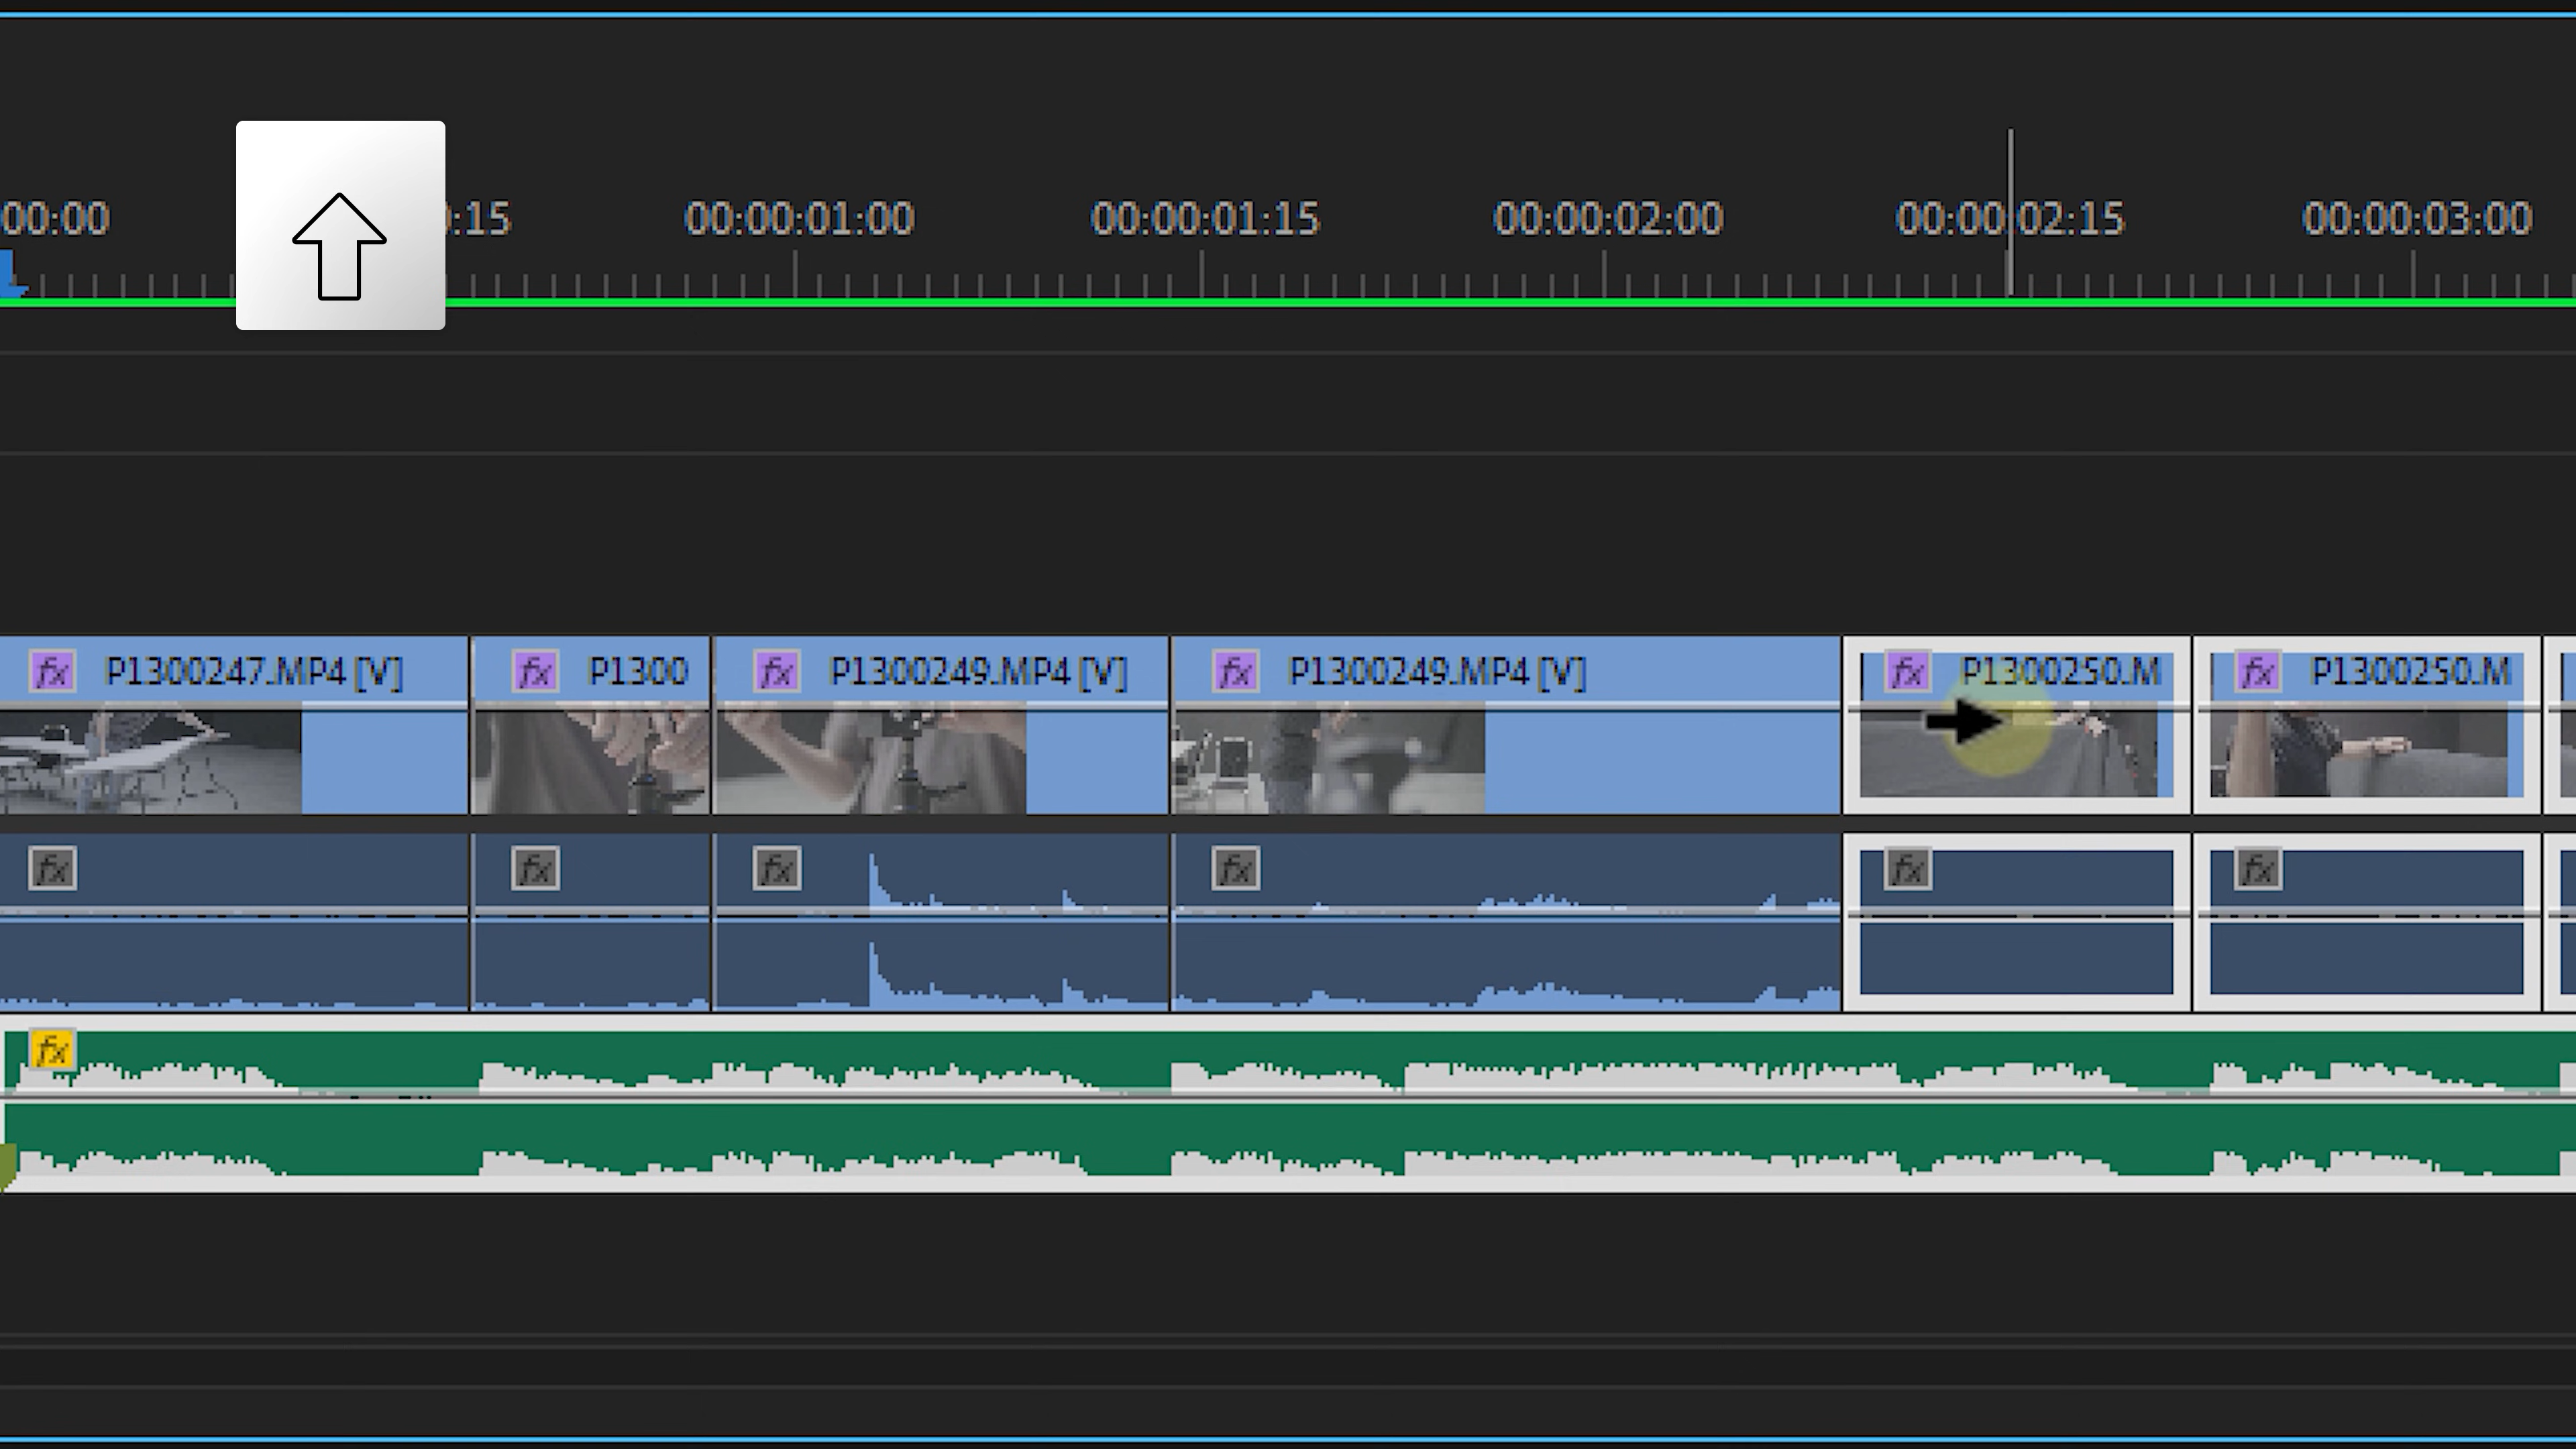 00:00 :15 00:00:01:00 00:00:01:15 00:00:02:00 00:00:02:15 00:00:03:00
fx P1300247.MP4 [V] fx P1300 fx P1300249.MP4 [V] fx P1300249.MP4 [V] fx P1300250.M fx P1300250.M
fx fx fx fx fx fx
fx